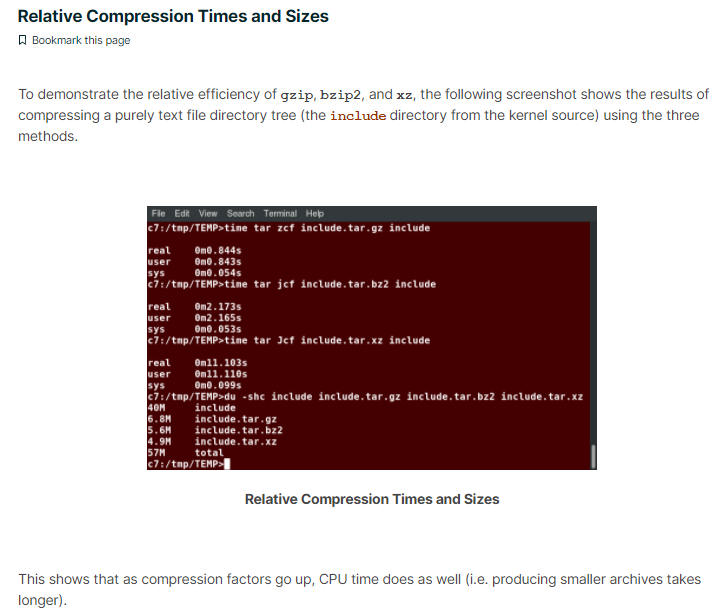 Relative Compression Times and Sizes
Bookmark this page
To demonstrate the relative efficiency of gzip, bzip2, and xz, the following screenshot shows the results of
compressing a purely text file directory tree (the include directory from the kernel source) using the three
methods.
File Edit View Search Terminal Help
c7:/tmp/TEMP>time tar zcf include.tar.gz include
real 0m0.844s
user 0m0.843s
sys 0m0.054s
c7:/tmp/TEMP>time tar jcf include.tar.bz2 include
real 0m2.173s
user 0m2.165s
sys 0m0.053s
c7:/tmp/TEMP>time tar Jcf include.tar.xz include
real 0m11.103s
user 0m11.110s
sys 0m0.099s
c7:/tmp/TEMP>du -shc include include.tar.gz include.tar.bz2 include.tar.xz
40M include
6.8M include.tar.gz
5.6M include.tar.bz2
4.9M include.tar.xz
57M total
c7:/tmp/TEMP>
Relative Compression Times and Sizes
This shows that as compression factors go up, CPU time does as well (i.e. producing smaller archives takes
longer).